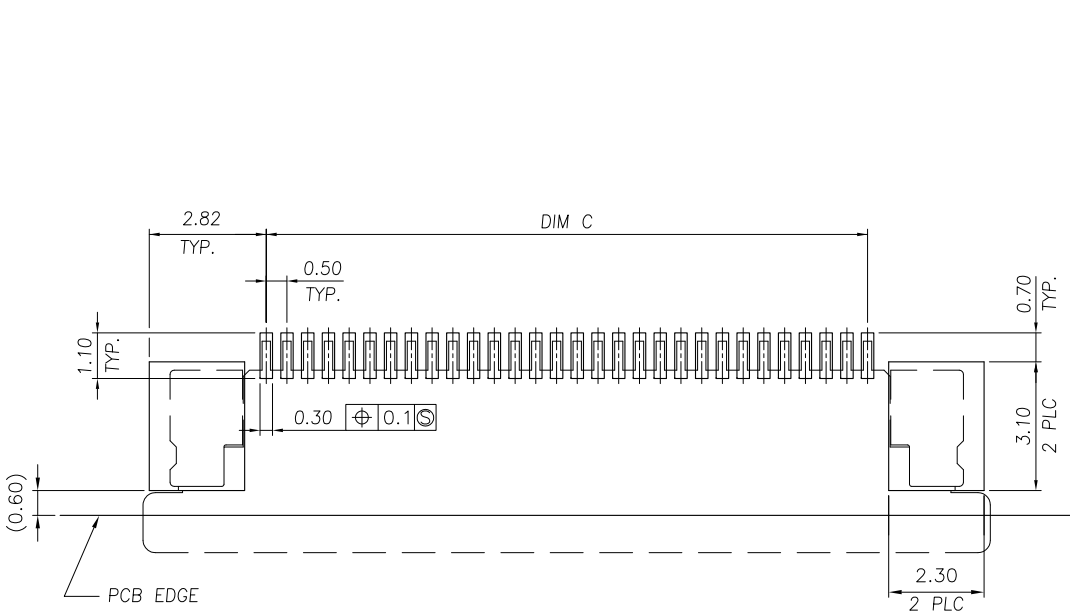 2.82
TYP.
DIM C
0.50
TYP.
0.70
TYP.
1.10
TYP.
0.30 ⌖ 0.1 Ⓢ
3.10
2 PLC
(0.60)
PCB EDGE
2.30
2 PLC